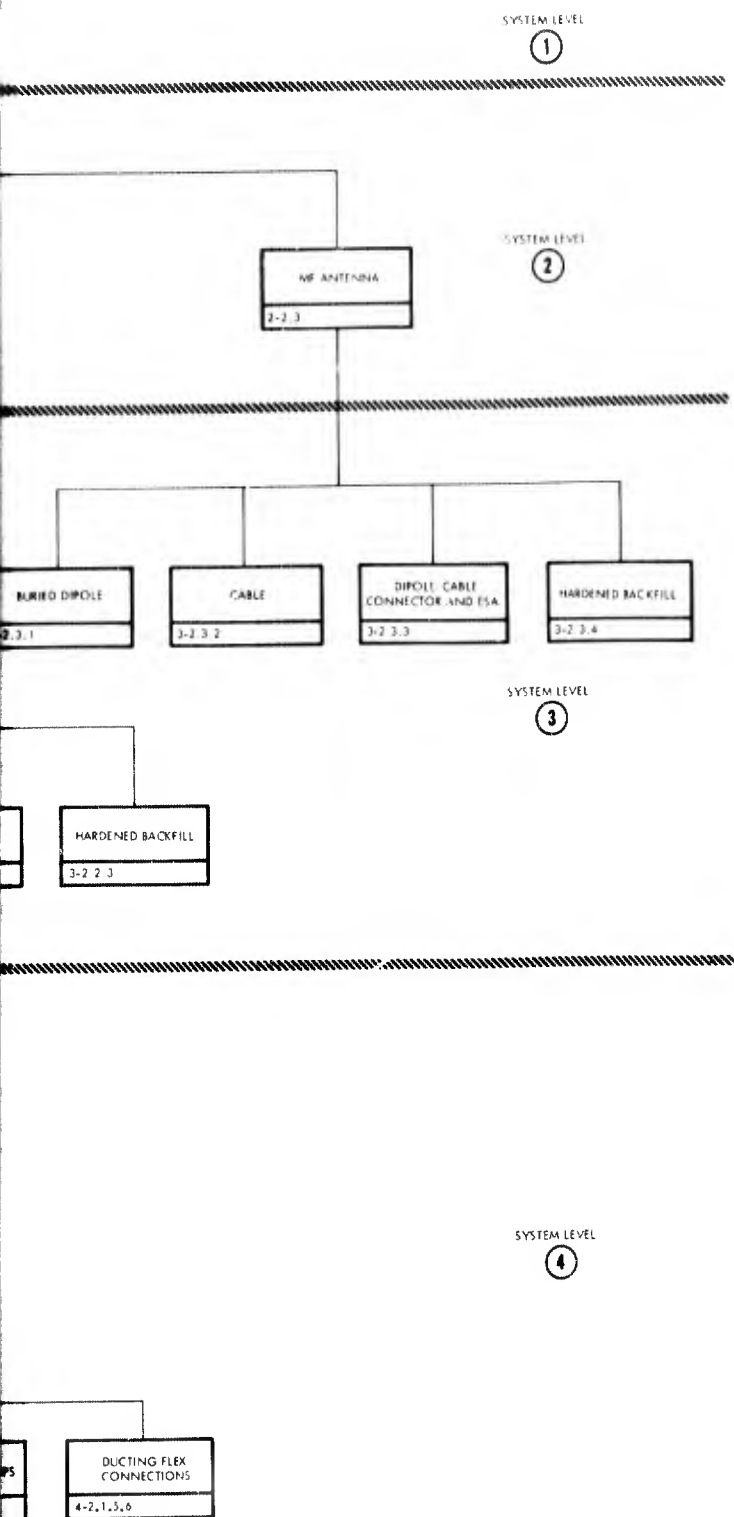 SYSTEM LEVEL
1
SYSTEM LEVEL
2
MF ANTENNA
2-2.3
BURIED DIPOLE
2.3.1
CABLE
3-2.3.2
DIPOLE CABLE
CONNECTOR AND ESA
3-2.3.3
HARDENED BACKFILL
3-2.3.4
SYSTEM LEVEL
3
HARDENED BACKFILL
3-2 2 3
SYSTEM LEVEL
4
PS
DUCTING FLEX
CONNECTIONS
4-2.1.5.6